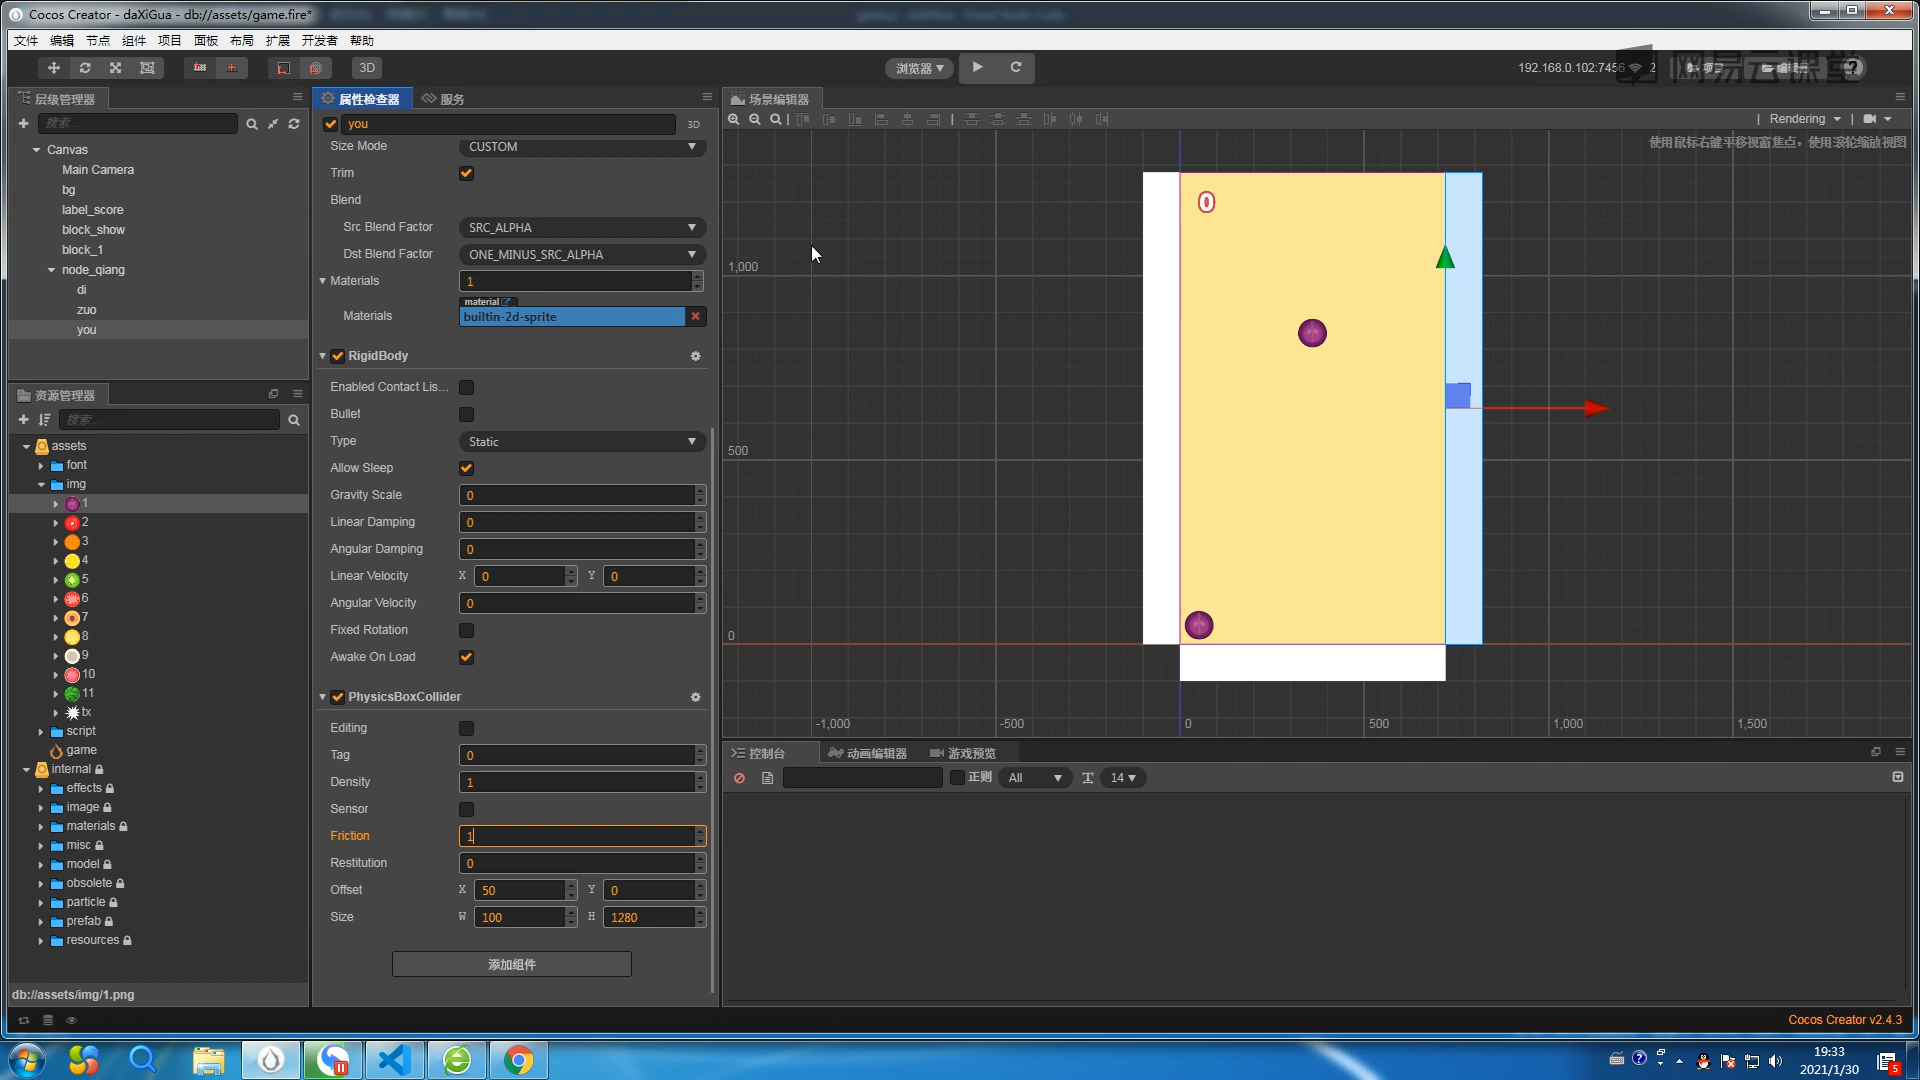 Cocos Creator - daXiGua - db://assets/game.fire*
文件 编辑 节点 组件 项目 面板 布局 扩展 开发者 帮助
3D
浏览器
192.168.0.102:7456
2
网易云课堂
层级管理器
搜索...
Canvas
Main Camera
bg
label_score
block_show
block_1
node_qiang
di
zuo
you
资源管理器
搜索...
assets
font
img
1
2
3
4
5
6
7
8
9
10
11
tx
script
game
internal
effects
image
materials
misc
model
obsolete
particle
prefab
resources
db://assets/img/1.png
属性检查器
服务
you
3D
Size Mode CUSTOM
Trim
Blend
Src Blend Factor SRC_ALPHA
Dst Blend Factor ONE_MINUS_SRC_ALPHA
Materials 1
material
Materials builtin-2d-sprite
RigidBody
Enabled Contact Lis...
Bullet
Type Static
Allow Sleep
Gravity Scale 0
Linear Damping 0
Angular Damping 0
Linear Velocity X 0 Y 0
Angular Velocity 0
Fixed Rotation
Awake On Load
PhysicsBoxCollider
Editing
Tag 0
Density 1
Sensor
Friction 1
Restitution 0
Offset X 50 Y 0
Size W 100 H 1280
添加组件
场景编辑器
Rendering
使用鼠标右键平移视窗焦点，使用滚轮缩放视图
0
1,000
500
0
-1,000 -500 0 500 1,000 1,500
控制台
动画编辑器
游戏预览
正则 All 14
Cocos Creator v2.4.3
19:33
2021/1/30
5